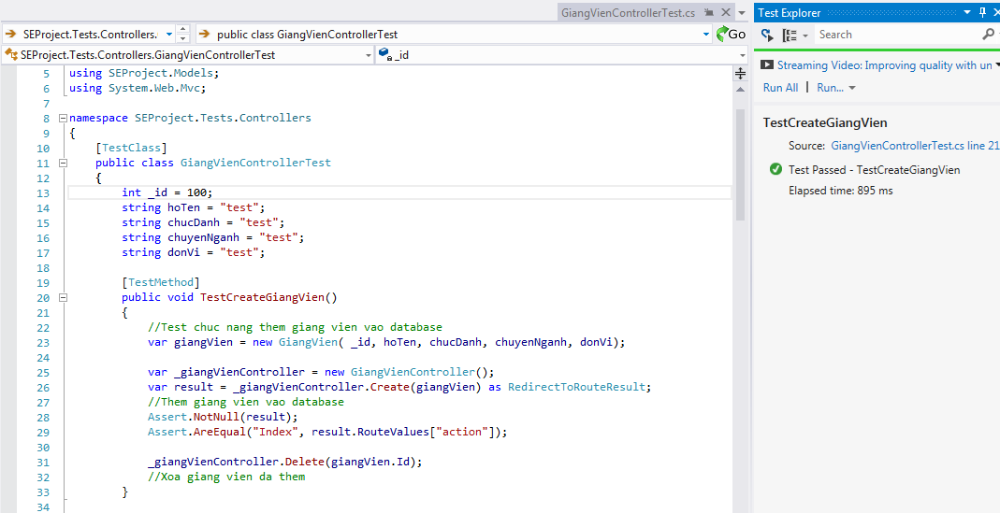 GiangVienControllerTest.cs
SEProject.Tests.Controllers.
public class GiangVienControllerTest
Go
SEProject.Tests.Controllers.GiangVienControllerTest
_id
5 using SEProject.Models;
6 using System.Web.Mvc;
7
8 namespace SEProject.Tests.Controllers
9 {
10 [TestClass]
11 public class GiangVienControllerTest
12 {
13 int _id = 100;
14 string hoTen = "test";
15 string chucDanh = "test";
16 string chuyenNganh = "test";
17 string donVi = "test";
18
19 [TestMethod]
20 public void TestCreateGiangVien()
21 {
22 //Test chuc nang them giang vien vao database
23 var giangVien = new GiangVien( _id, hoTen, chucDanh, chuyenNganh, donVi);
24
25 var _giangVienController = new GiangVienController();
26 var result = _giangVienController.Create(giangVien) as RedirectToRouteResult;
27 //Them giang vien vao database
28 Assert.NotNull(result);
29 Assert.AreEqual("Index", result.RouteValues["action"]);
30
31 _giangVienController.Delete(giangVien.Id);
32 //Xoa giang vien da them
33 }
34
Test Explorer
Search
Streaming Video: Improving quality with un
Run All | Run...
TestCreateGiangVien
Source: GiangVienControllerTest.cs line 21
Test Passed - TestCreateGiangVien
Elapsed time: 895 ms